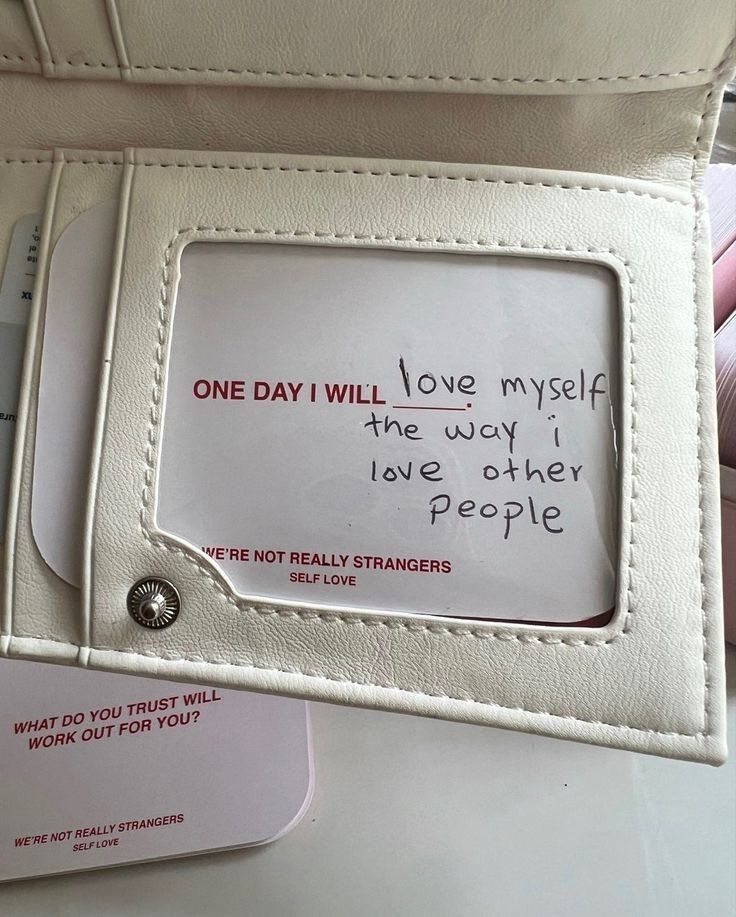 ONE DAY I WILL love myself
the way i
love other
people
WE'RE NOT REALLY STRANGERS
SELF LOVE
WHAT DO YOU TRUST WILL
WORK OUT FOR YOU?
WE'RE NOT REALLY STRANGERS
SELF LOVE